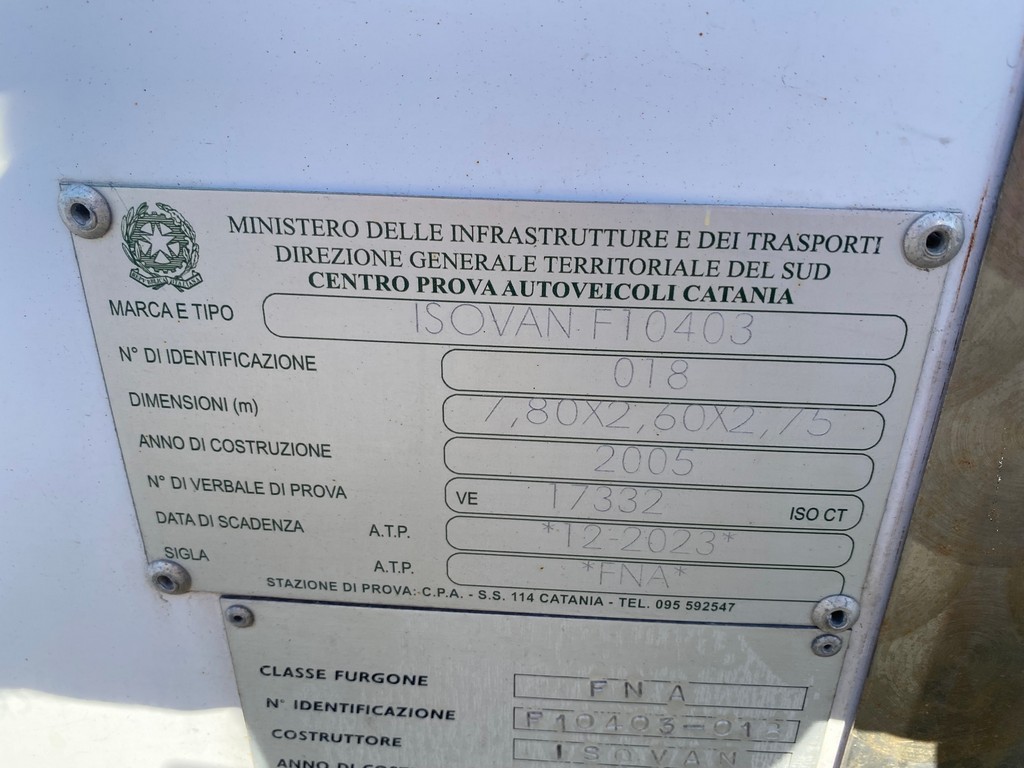 MINISTERO DELLE INFRASTRUTTURE E DEI TRASPORTI
DIREZIONE GENERALE TERRITORIALE DEL SUD
CENTRO PROVA AUTOVEICOLI CATANIA
MARCA E TIPO ISOVAN F10403
N° DI IDENTIFICAZIONE 018
DIMENSIONI (m) 7,80X2,60X2,75
ANNO DI COSTRUZIONE 2005
N° DI VERBALE DI PROVA VE 17332 ISO CT
DATA DI SCADENZA A.T.P. *12-2023*
SIGLA A.T.P. *FNA*
STAZIONE DI PROVA: C.P.A. - S.S. 114 CATANIA - TEL. 095 592547
CLASSE FURGONE FNA
N° IDENTIFICAZIONE F10403-018
COSTRUTTORE ISOVAN
ANNO DI